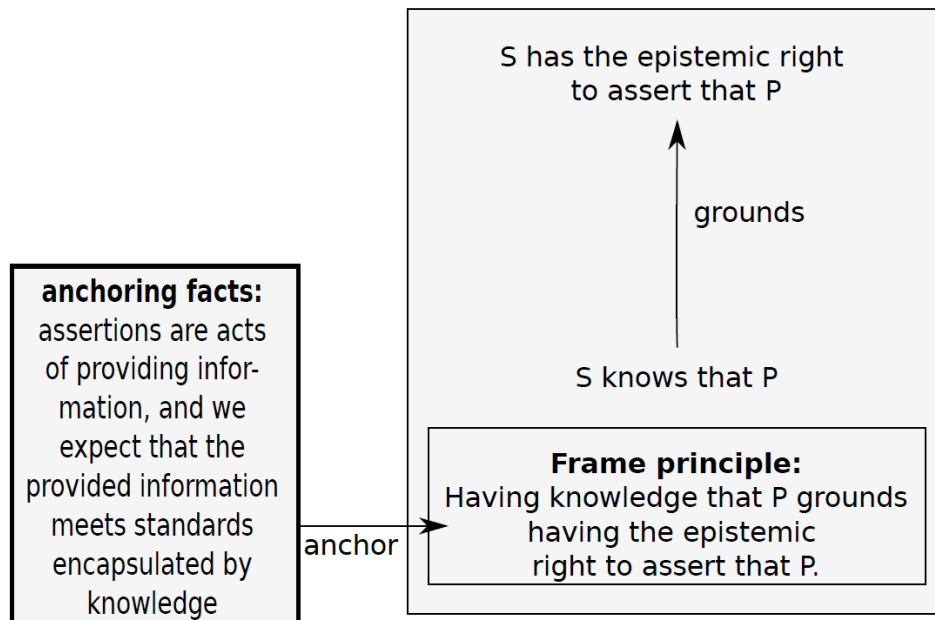 S has the epistemic right
to assert that P
grounds
S knows that P
anchoring facts:
assertions are acts
of providing infor-
mation, and we
expect that the
provided information
meets standards
encapsulated by
knowledge
anchor
Frame principle:
Having knowledge that P grounds
having the epistemic
right to assert that P.